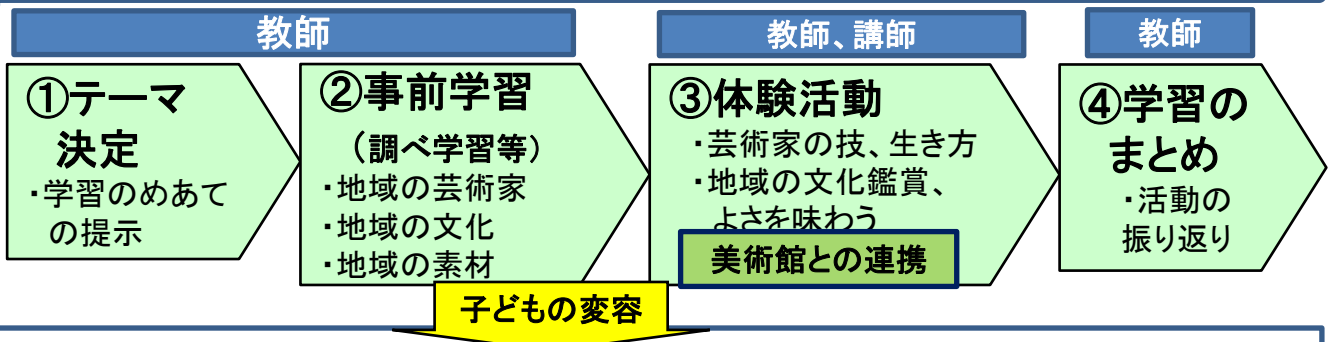 教師
教師、講師
教師
①テーマ
決定
・学習のめあて
の提示
②事前学習
（調べ学習等）
・地域の芸術家
・地域の文化
・地域の素材
③体験活動
・芸術家の技、生き方
・地域の文化鑑賞、
よさを味わう
美術館との連携
④学習の
まとめ
・活動の
振り返り
子どもの変容